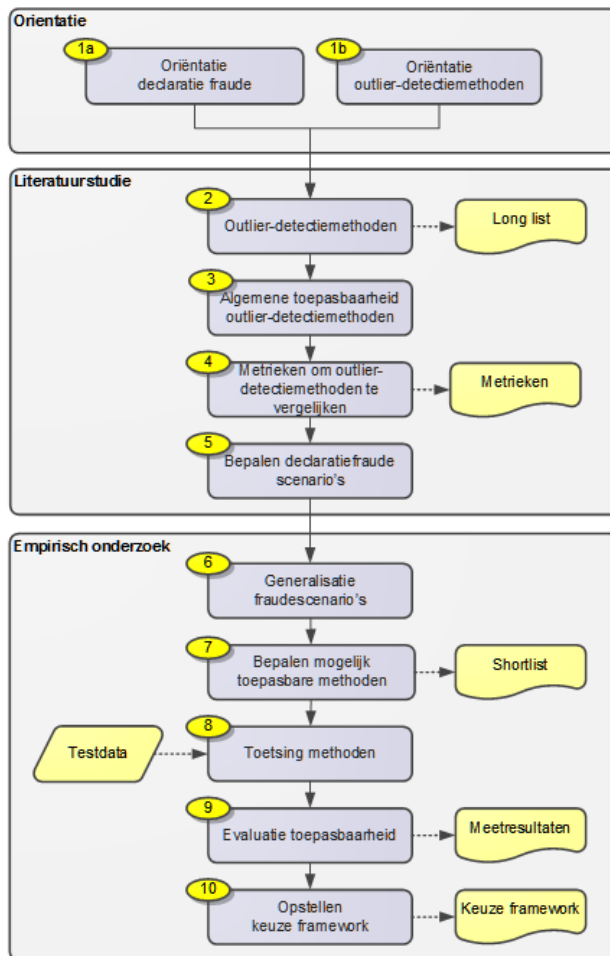 Orientatie
1a
Oriëntatie
declaratie fraude
1b
Oriëntatie
outlier-detectiemethoden
Literatuurstudie
2
Outlier-detectiemethoden
Long list
3
Algemene toepasbaarheid
outlier-detectiemethoden
4
Metrieken om outlier-
detectiemethoden te
vergelijken
Metrieken
5
Bepalen declaratiefraude
scenario's
Empirisch onderzoek
6
Generalisatie
fraudescenario's
7
Bepalen mogelijk
toepasbare methoden
Shortlist
8
Testdata
Toetsing methoden
9
Evaluatie toepasbaarheid
Meetresultaten
10
Opstellen
keuze framework
Keuze framework